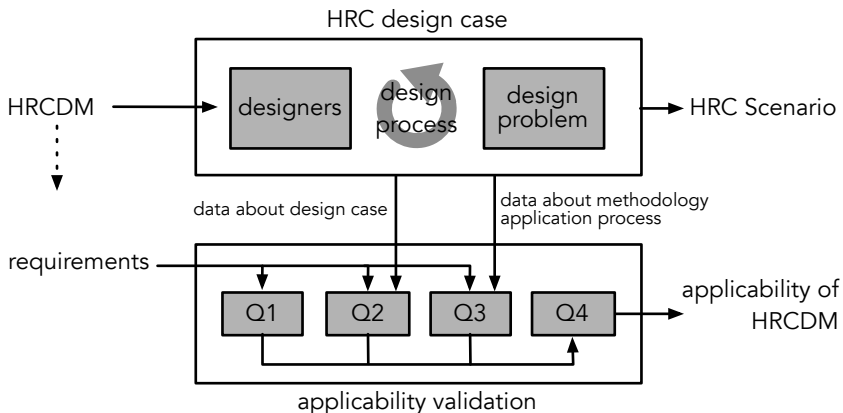 HRC design case
HRCDM
designers
design
process
design
problem
HRC Scenario
data about design case
data about methodology
application process
requirements
Q1
Q2
Q3
Q4
applicability of
HRCDM
applicability validation